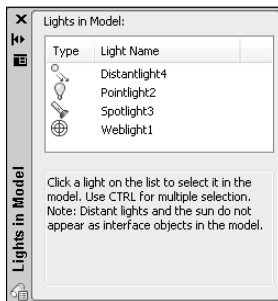 Lights in Model:
Type Light Name
Distantlight4
Pointlight2
Spotlight3
Weblight1
Click a light on the list to select it in the
model. Use CTRL for multiple selection.
Note: Distant lights and the sun do not
appear as interface objects in the model.
Lights in Model